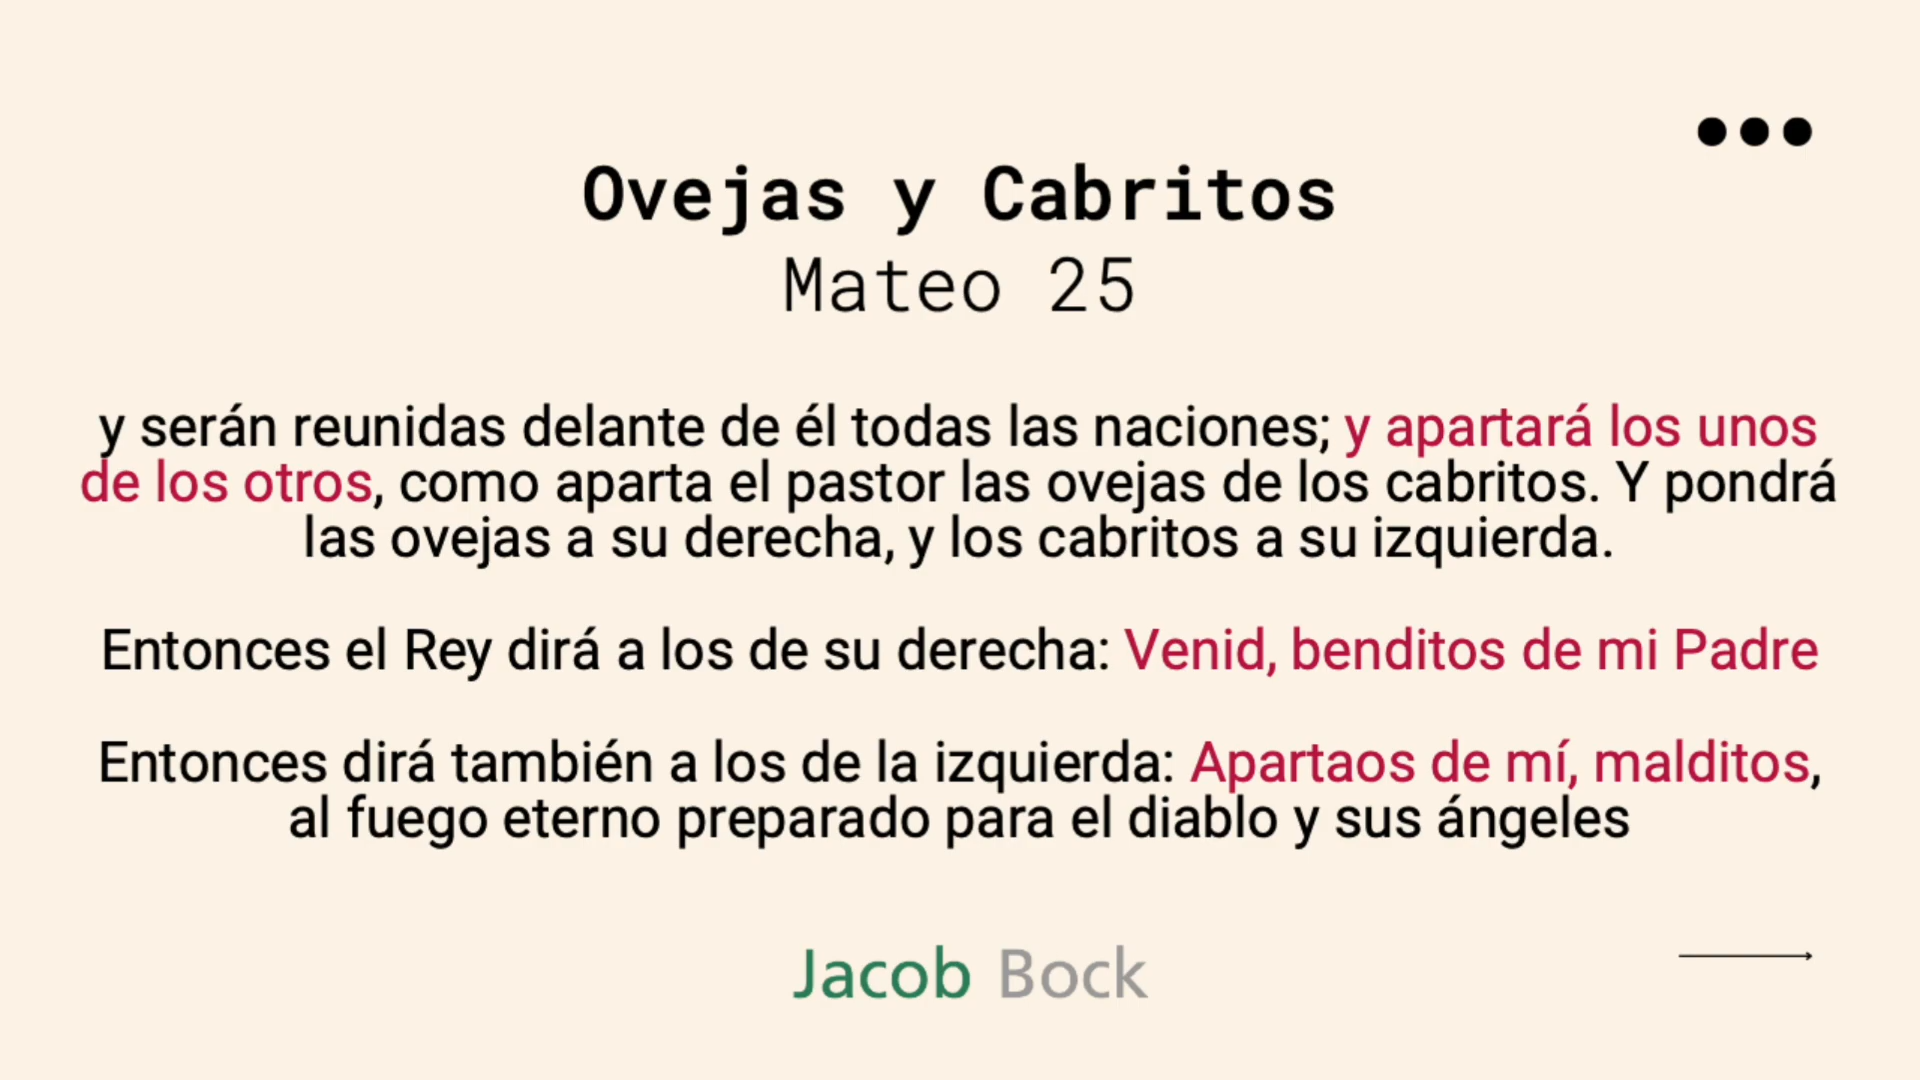 Ovejas y Cabritos
Mateo 25
y serán reunidas delante de él todas las naciones; y apartará los unos
de los otros, como aparta el pastor las ovejas de los cabritos. Y pondrá
las ovejas a su derecha, y los cabritos a su izquierda.
Entonces el Rey dirá a los de su derecha: Venid, benditos de mi Padre
Entonces dirá también a los de la izquierda: Apartaos de mí, malditos,
al fuego eterno preparado para el diablo y sus ángeles
Jacob Bock